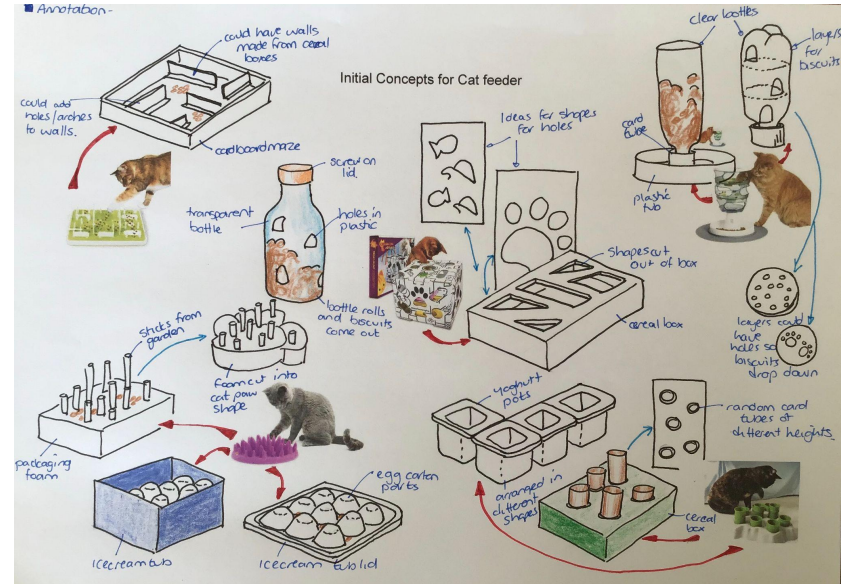 Annotation-
could have walls
made from cereal
boxes
could add
holes/arches
to walls.
cardboard maze
Initial Concepts for Cat feeder
clear bottles
layers
for
biscuits
card
tube
plastic
tub
layers could
have
holes so
biscuits
drop down
Ideas for shapes
for holes
screw on
lid.
transparent
bottle
holes in
plastic
bottle rolls
and biscuits
come out
Shapes cut
out of box
cereal box
sticks from
garden
foam cut into
cat paw
shape
packaging
foam
icecream tub
egg carton
parts
icecream tub lid
yoghurt
pots
arranged in
different
shapes
random card
tubes of
different heights.
cereal
box